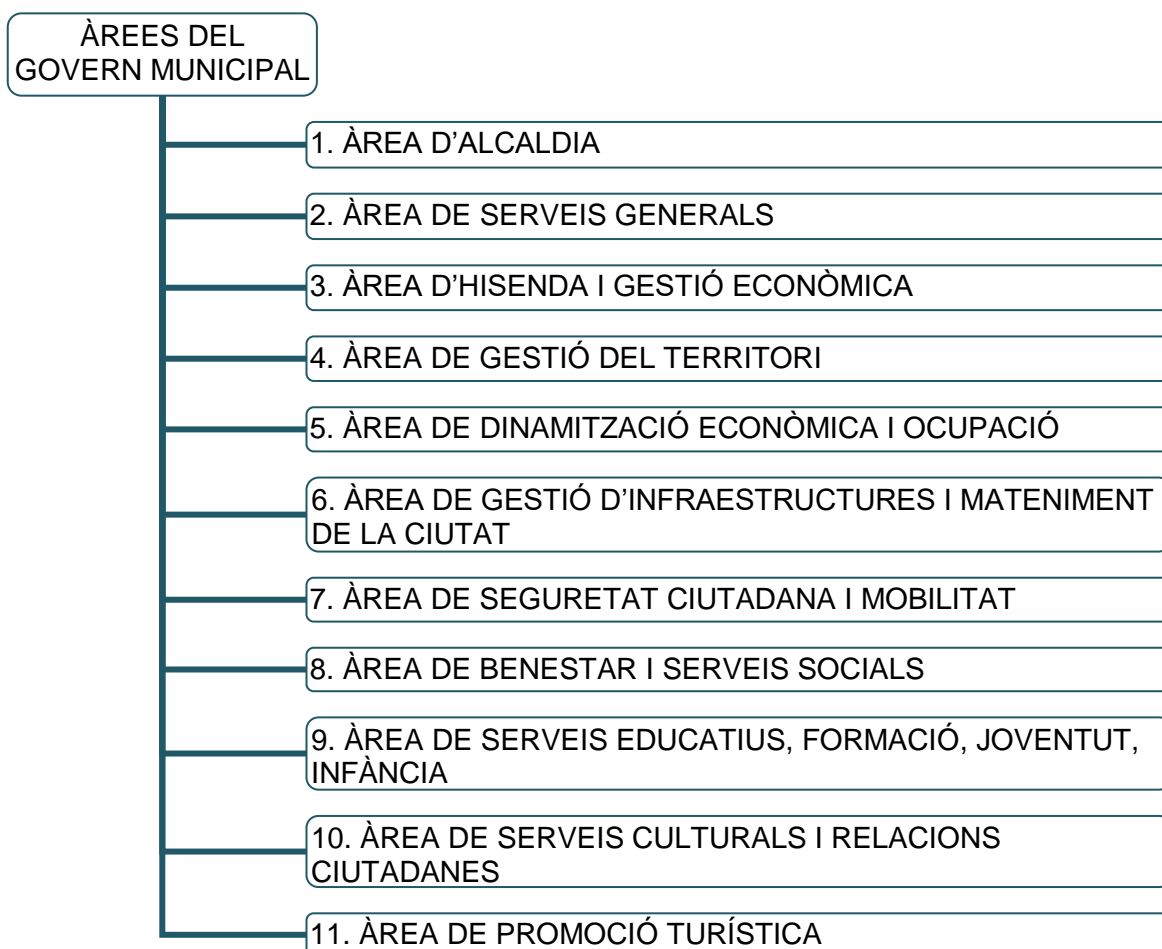 ÀREES DEL
GOVERN MUNICIPAL
1. ÀREA D'ALCALDIA
2. ÀREA DE SERVEIS GENERALS
3. ÀREA D'HISENDA I GESTIÓ ECONÒMICA
4. ÀREA DE GESTIÓ DEL TERRITORI
5. ÀREA DE DINAMITZACIÓ ECONÒMICA I OCUPACIÓ
6. ÀREA DE GESTIÓ D'INFRAESTRUCTURES I MATENIMENT
DE LA CIUTAT
7. ÀREA DE SEGURETAT CIUTADANA I MOBILITAT
8. ÀREA DE BENESTAR I SERVEIS SOCIALS
9. ÀREA DE SERVEIS EDUCATIUS, FORMACIÓ, JOVENTUT,
INFÀNCIA
10. ÀREA DE SERVEIS CULTURALS I RELACIONS
CIUTADANES
11. ÀREA DE PROMOCIÓ TURÍSTICA